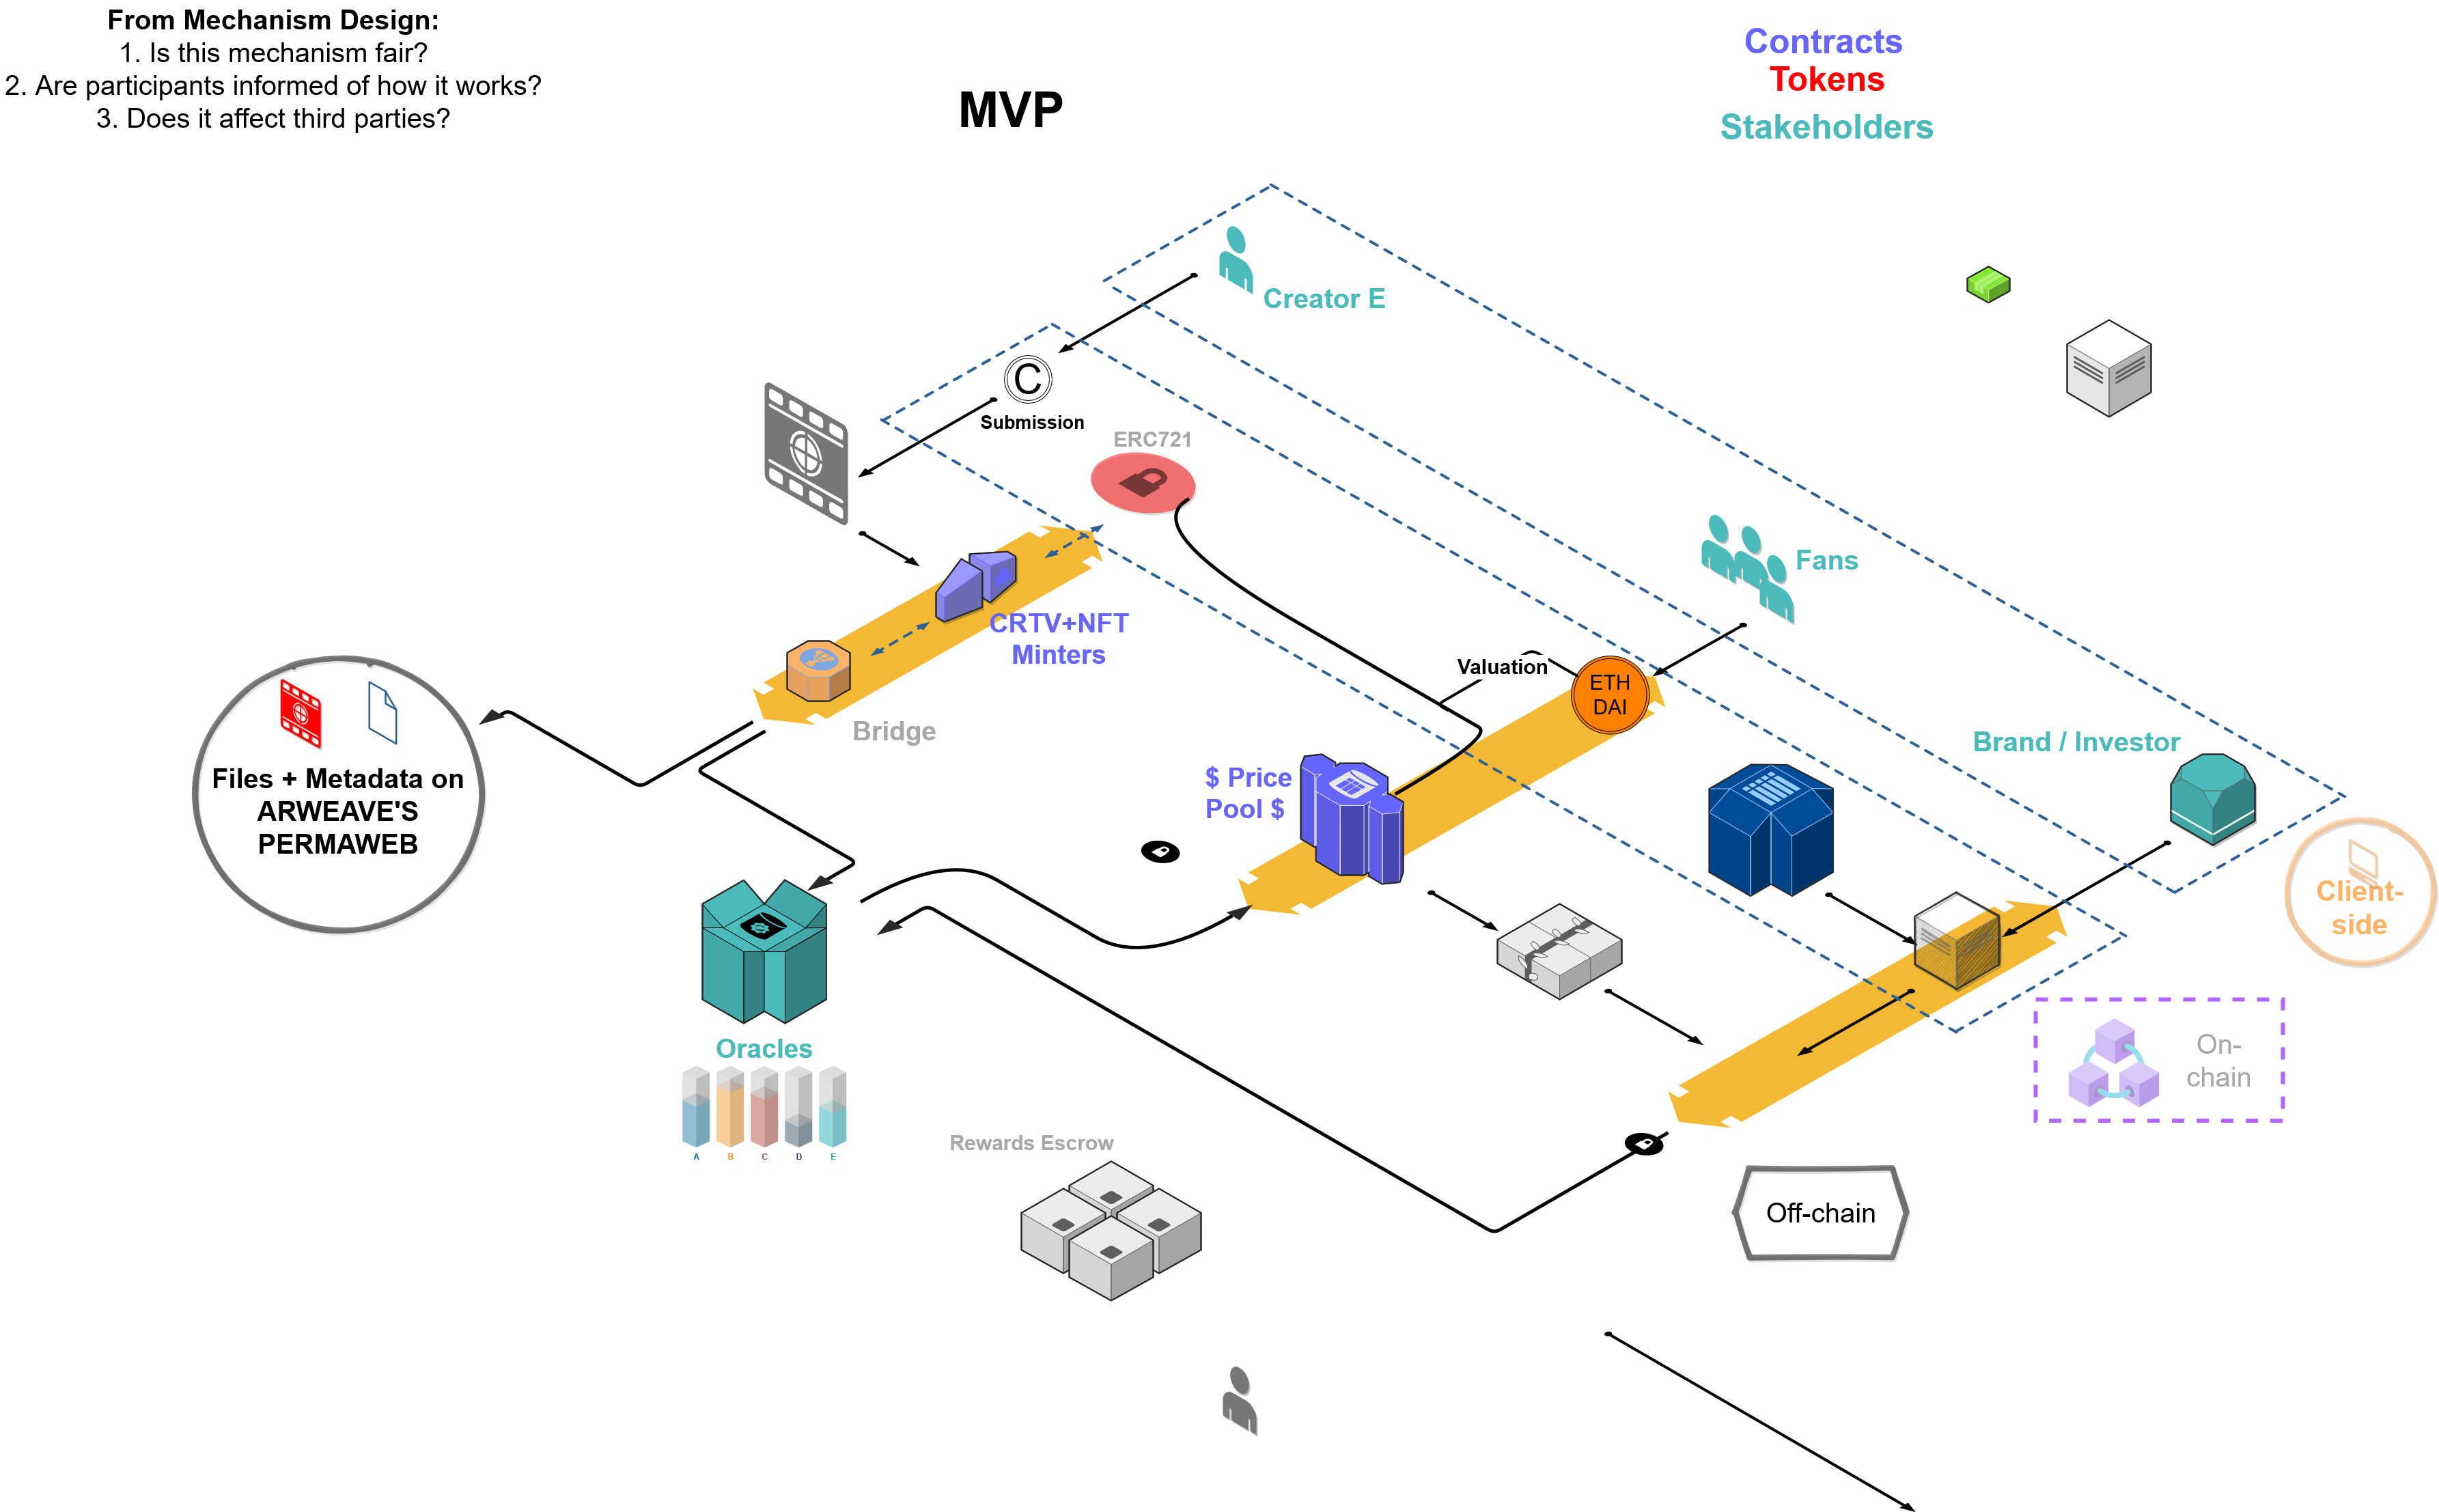 From Mechanism Design:
1. Is this mechanism fair?
2. Are participants informed of how it works?
3. Does it affect third parties?
MVP
Contracts
Tokens
Stakeholders
Creator E
C
Submission
ERC721
Fans
CRTV+NFT
Minters
Bridge
Valuation
ETH
DAI
Brand / Investor
$ Price
Pool $
Files + Metadata on
ARWEAVE'S
PERMAWEB
Client-
side
Oracles
A B C D E
On-
chain
Rewards Escrow
Off-chain